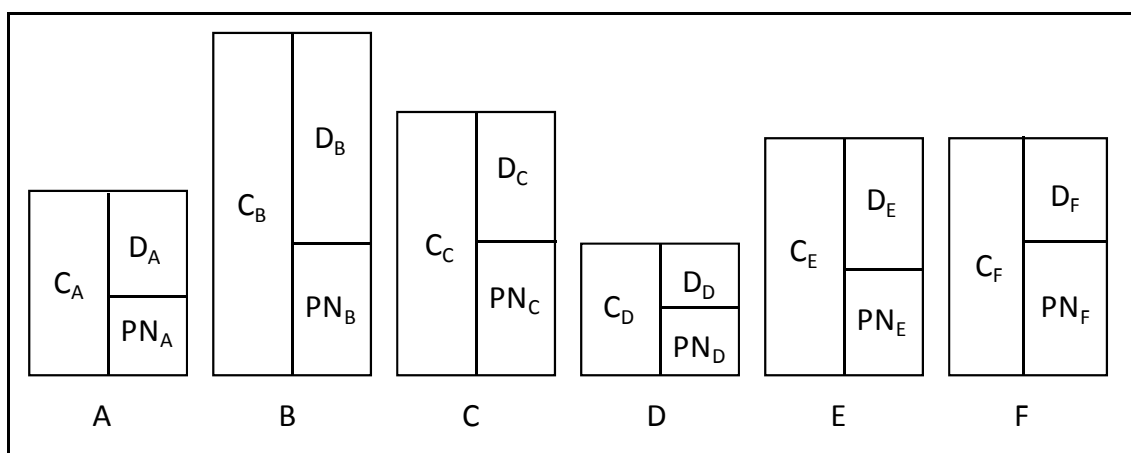 C_A D_A PN_A
C_B D_B PN_B
C_C D_C PN_C
C_D D_D PN_D
C_E D_E PN_E
C_F D_F PN_F
A B C D E F